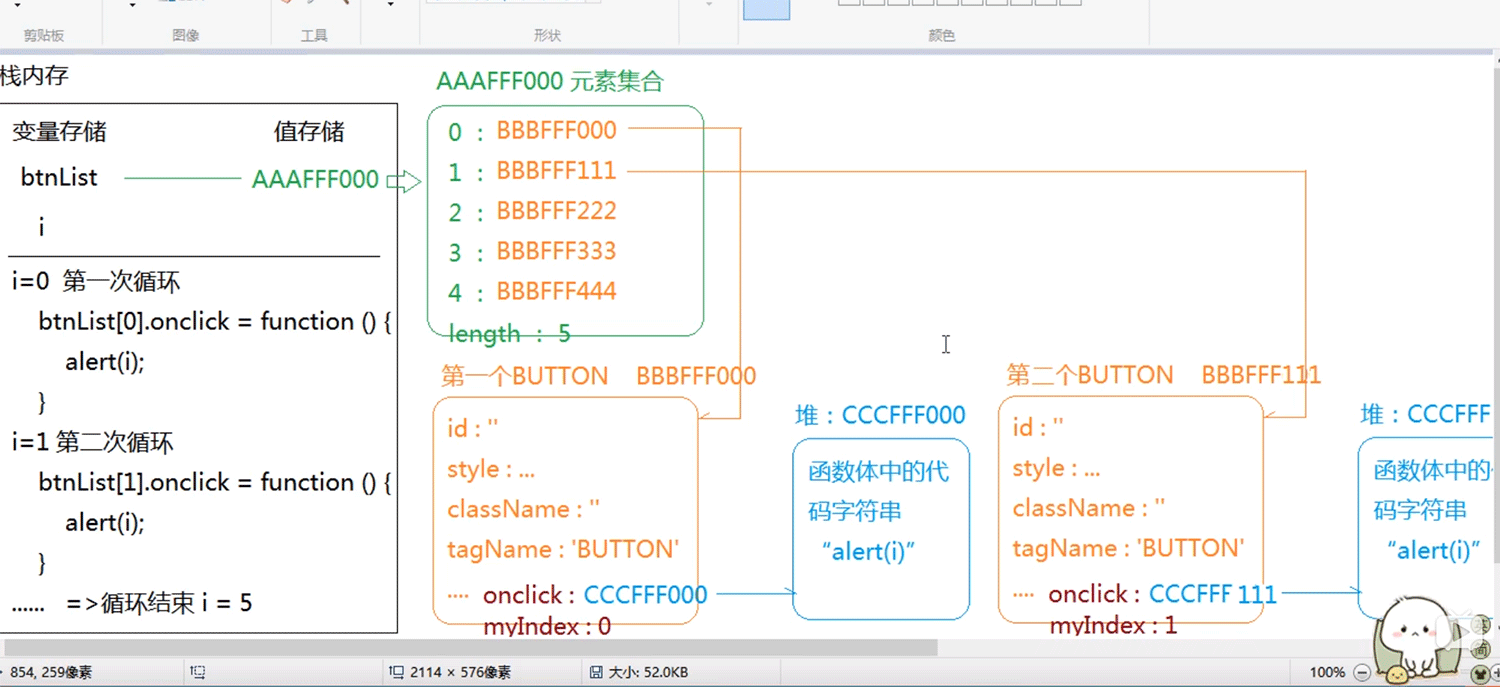 剪贴板 图像 工具 形状 颜色
栈内存
变量存储 值存储
btnList AAAFFF000
i
i=0 第一次循环
btnList[0].onclick = function () {
alert(i);
}
i=1 第二次循环
btnList[1].onclick = function () {
alert(i);
}
...... =>循环结束 i = 5
AAAFFF000 元素集合
0 : BBBFFF000
1 : BBBFFF111
2 : BBBFFF222
3 : BBBFFF333
4 : BBBFFF444
length : 5
第一个BUTTON BBBFFF000
id : ''
style : ...
className : ''
tagName : 'BUTTON'
.... onclick : CCCFFF000
myIndex : 0
堆：CCCFFF000
函数体中的代
码字符串
“alert(i)”
第二个BUTTON BBBFFF111
id : ''
style : ...
className : ''
tagName : 'BUTTON'
.... onclick : CCCFFF 111
myIndex : 1
堆：CCCFFF
函数体中的
码字符串
“alert(i)”
854, 259像素 2114 × 576像素 大小: 52.0KB 100%